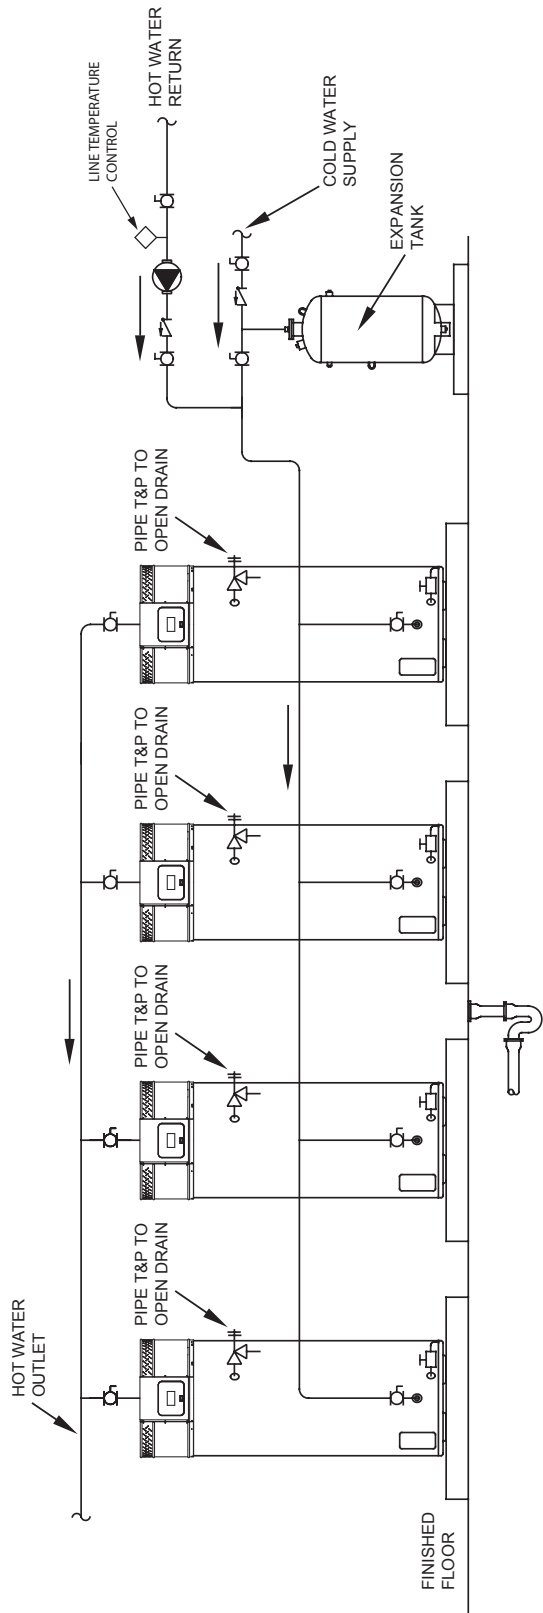 HOT WATER
OUTLET
PIPE T&P TO
OPEN DRAIN
PIPE T&P TO
OPEN DRAIN
PIPE T&P TO
OPEN DRAIN
PIPE T&P TO
OPEN DRAIN
LINE TEMPERATURE
CONTROL
HOT WATER
RETURN
COLD WATER
SUPPLY
EXPANSION
TANK
FINISHED
FLOOR